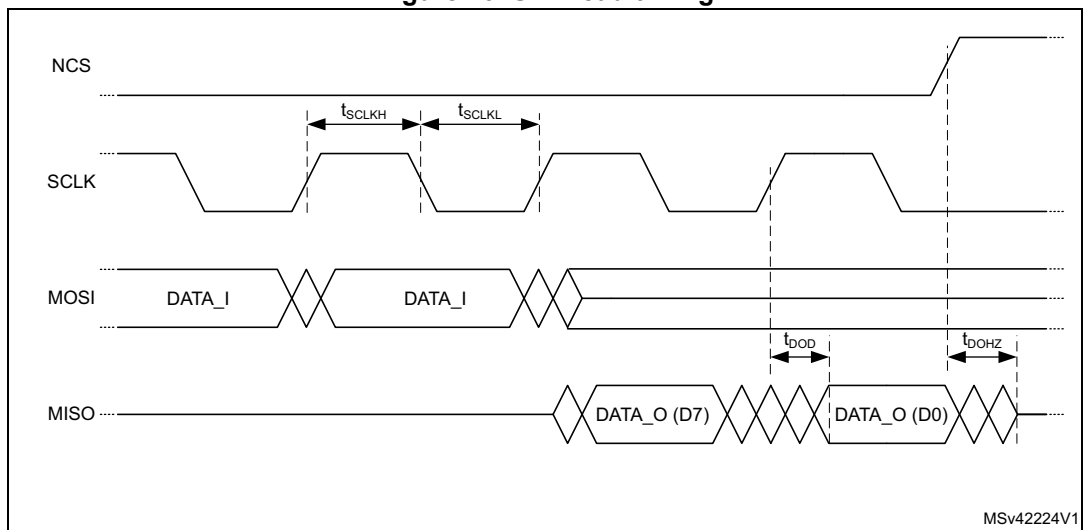 NCS
tSCLKH
tSCLKL
SCLK
MOSI
DATA_I
DATA_I
tDOD
tDOHZ
MISO
DATA_O (D7)
DATA_O (D0)
MSv42224V1